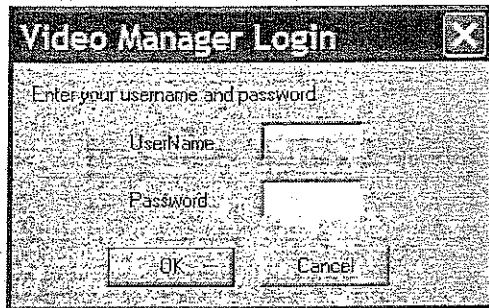 Video Manager Login
Enter your username and password
UserName
Password
OK
Cancel